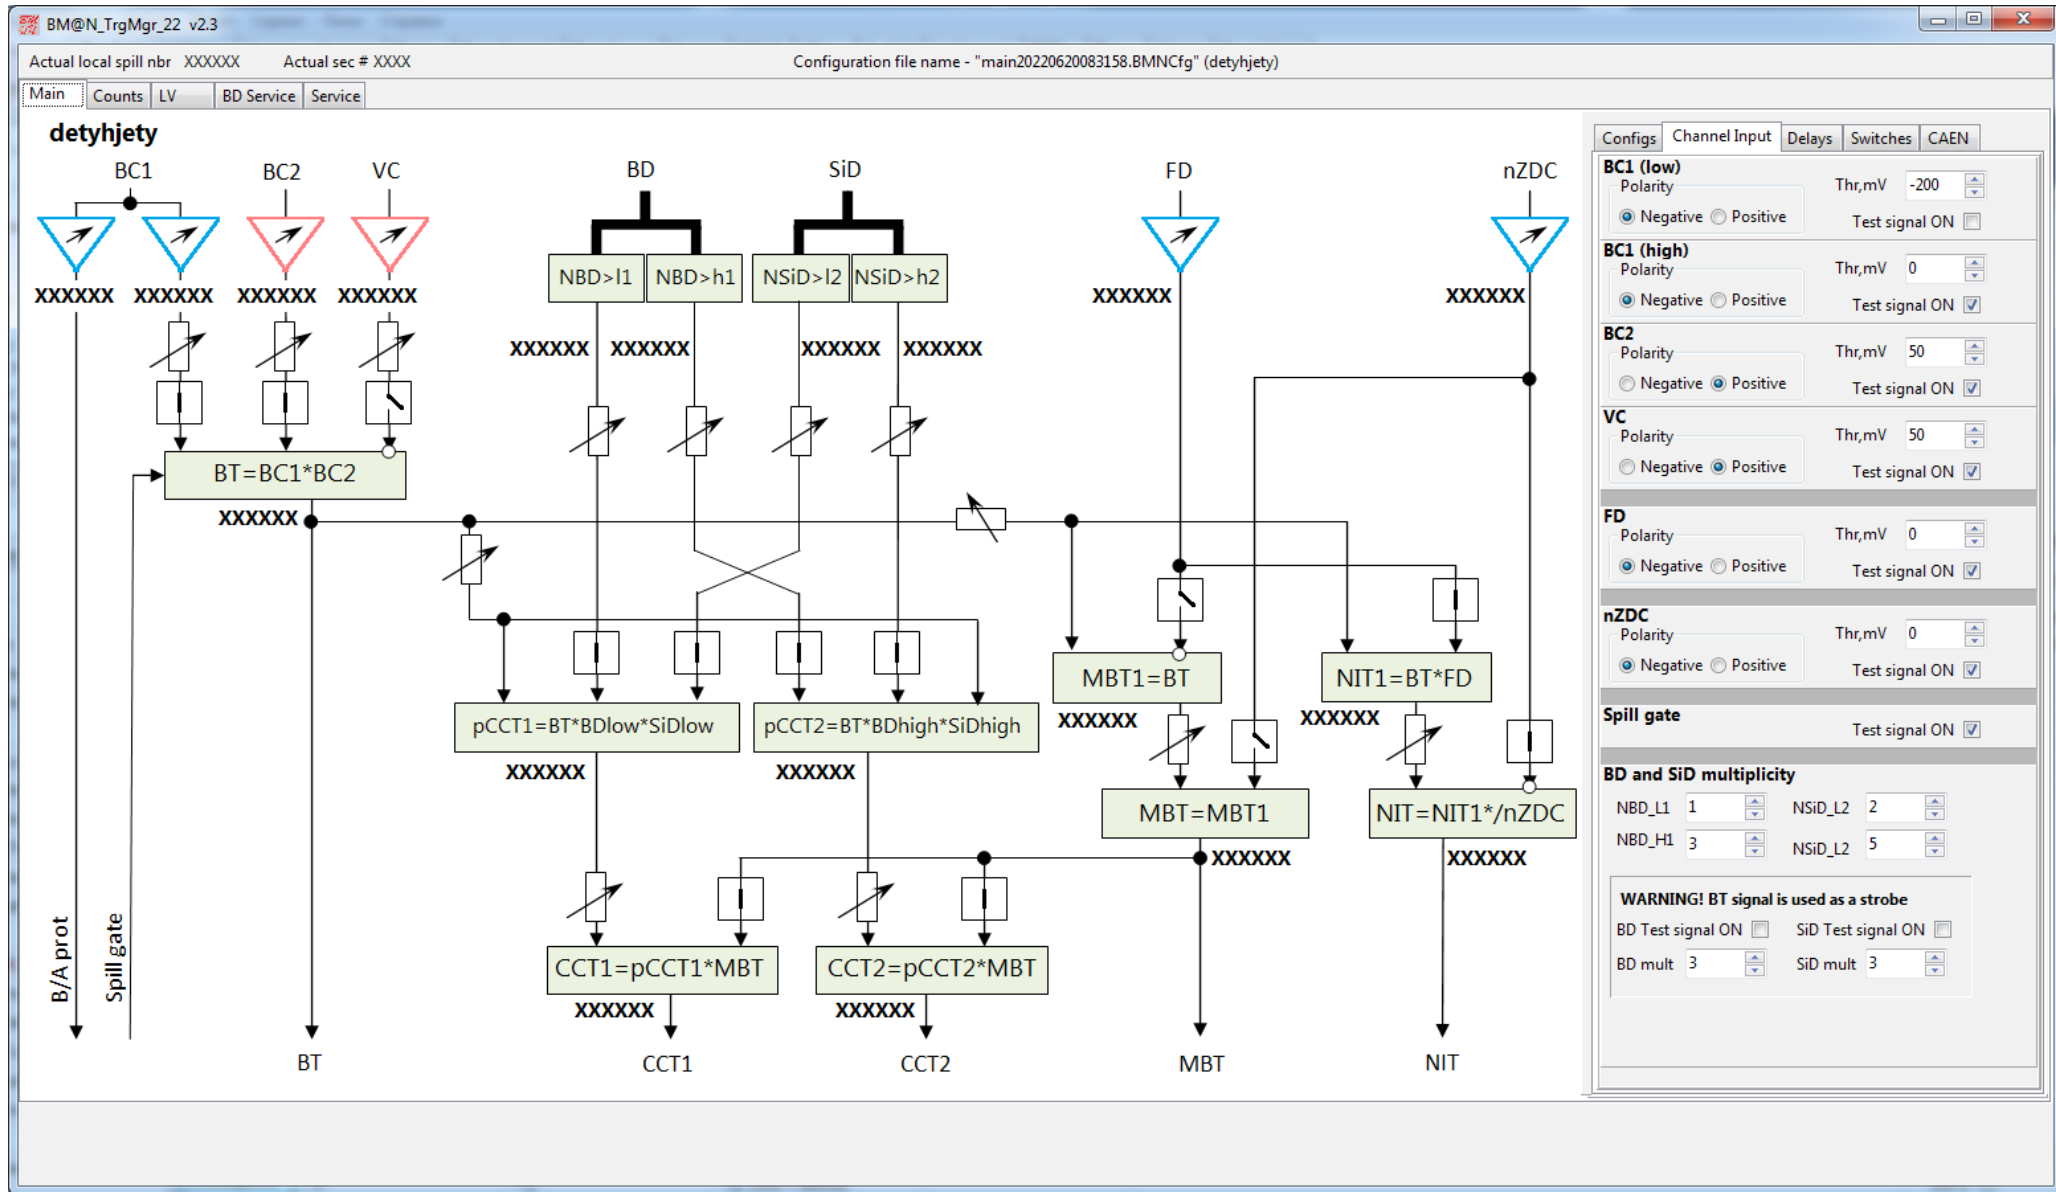 BM@N_TrgMgr_22 v2.3
Actual local spill nbr XXXXXX Actual sec # XXXX Configuration file name - "main20220620083158.BMNCfg" (detyhjety)
Main Counts LV BD Service Service
detyhjety
BC1 BC2 VC BD SiD FD nZDC
NBD>l1 NBD>h1 NSiD>l2 NSiD>h2
XXXXXX XXXXXX XXXXXX XXXXXX XXXXXX XXXXXX
XXXXXX XXXXXX XXXXXX XXXXXX
BT=BC1*BC2
XXXXXX
MBT1=BT NIT1=BT*FD
XXXXXX XXXXXX
pCCT1=BT*BDlow*SiDlow pCCT2=BT*BDhigh*SiDhigh
XXXXXX XXXXXX
MBT=MBT1 NIT=NIT1*/nZDC
XXXXXX XXXXXX
B/A prot
Spill gate
CCT1=pCCT1*MBT CCT2=pCCT2*MBT
XXXXXX XXXXXX
BT CCT1 CCT2 MBT NIT
Configs Channel Input Delays Switches CAEN
BC1 (low)
Polarity Thr,mV -200
Negative Positive Test signal ON
BC1 (high)
Polarity Thr,mV 0
Negative Positive Test signal ON
BC2
Polarity Thr,mV 50
Negative Positive Test signal ON
VC
Polarity Thr,mV 50
Negative Positive Test signal ON
FD
Polarity Thr,mV 0
Negative Positive Test signal ON
nZDC
Polarity Thr,mV 0
Negative Positive Test signal ON
Spill gate
Test signal ON
BD and SiD multiplicity
NBD_L1 1 NSiD_L2 2
NBD_H1 3 NSiD_L2 5
WARNING! BT signal is used as a strobe
BD Test signal ON SiD Test signal ON
BD mult 3 SiD mult 3